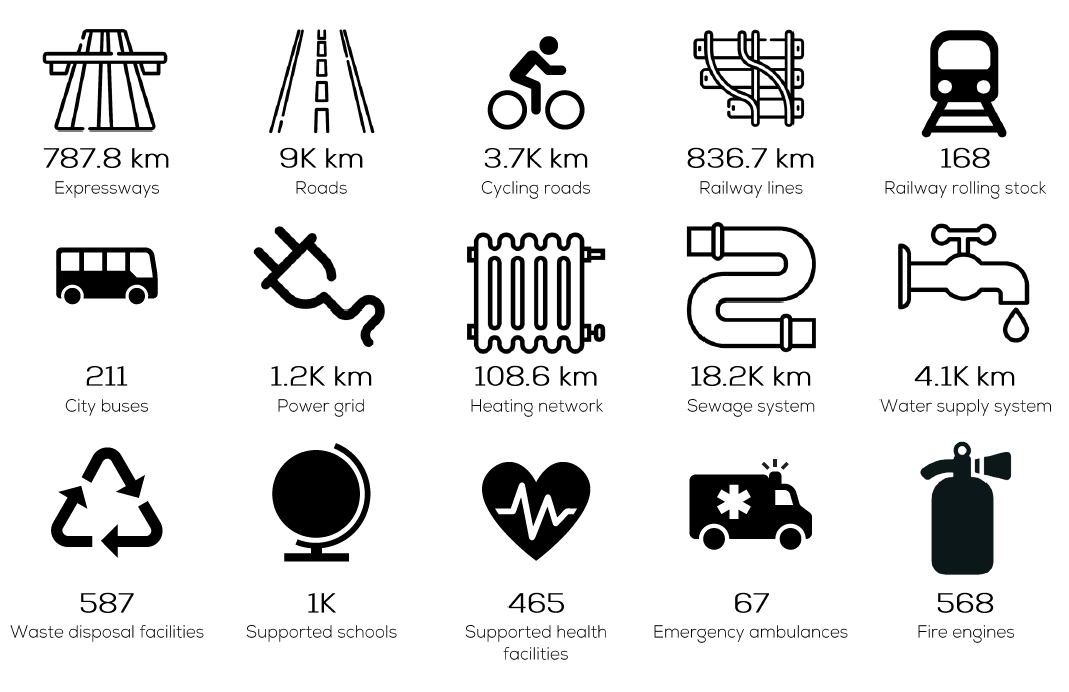 787.8 km
9K km
3.7K km
836.7 km
168
Expressways
Roads
Cycling roads
Railway lines
Railway rolling stock
211
1.2K km
108.6 km
18.2K km
4.1K km
City buses
Power grid
Heating network
Sewage system
Water supply system
587
1K
465
67
568
Waste disposal facilities
Supported schools
Supported health
facilities
Emergency ambulances
Fire engines